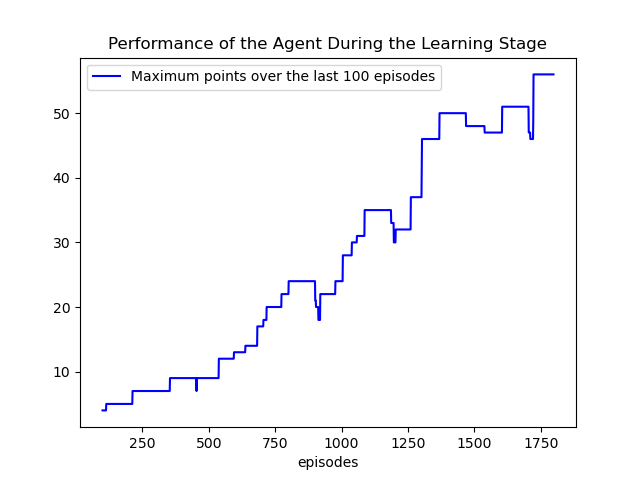 Performance of the Agent During the Learning Stage
Maximum points over the last 100 episodes
50
40
30
20
10
250 500 750 1000 1250 1500 1750
episodes